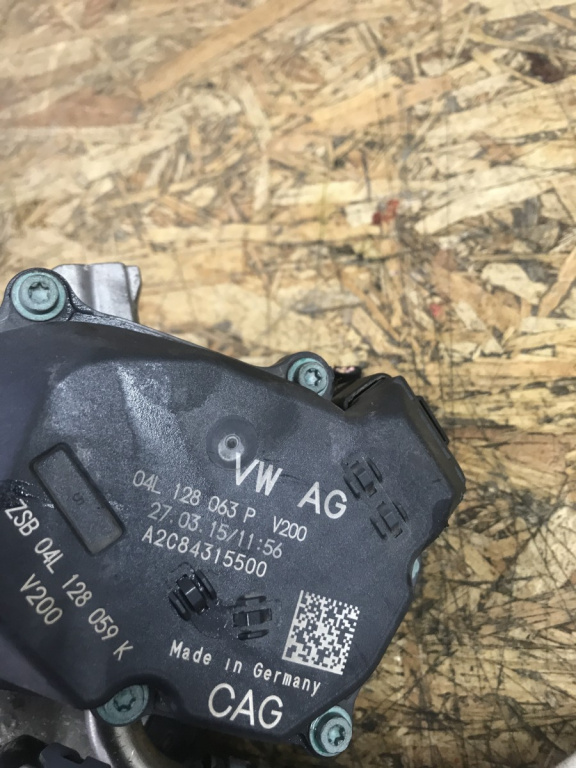 VW AG
04L 128 063 P V200
27.03.15/11:56
A2C84315500
ZSB 04L 128 059 K
V200
Made in Germany
CAG